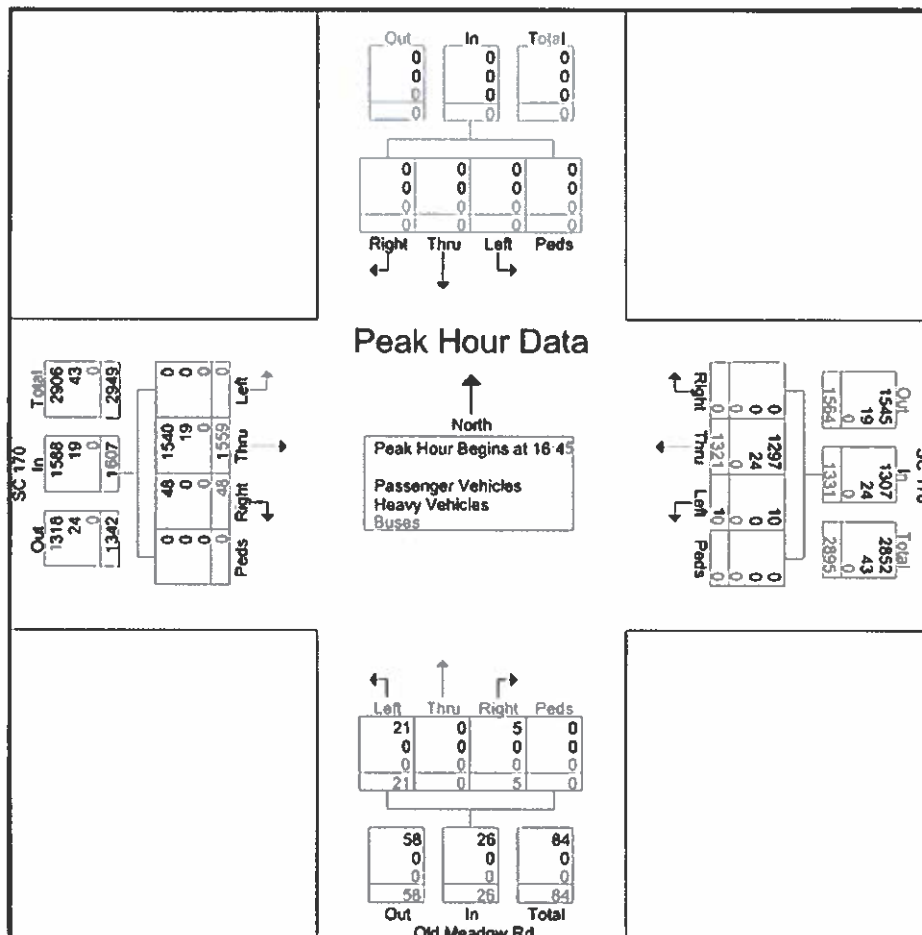 Out In Total
0 0 0
0 0 0
0 0 0
0 0 0
0 0 0 0
0 0 0 0
0 0 0 0
0 0 0 0
Right Thru Left Peds
Peak Hour Data
North
Peak Hour Begins at 16:45
Passenger Vehicles
Heavy Vehicles
Buses
SC 170
Out In Total
1318 1588 2906
24 19 43
0 0 0
1342 1607 2949
Peds Right Thru Left
0 48 1540 0
0 0 19 0
0 0 0 0
0 48 1559 0
Right Thru Left Peds
0 1297 10 0
0 24 0 0
0 0 0 0
0 1321 10 0
Out In Total
1545 1307 2852
19 24 43
0 0 0
1564 1331 2895
Left Thru Right Peds
21 0 5 0
0 0 0 0
0 0 0 0
21 0 5 0
58 26 84
0 0 0
0 0 0
58 26 84
Out In Total
Old Meadow Rd